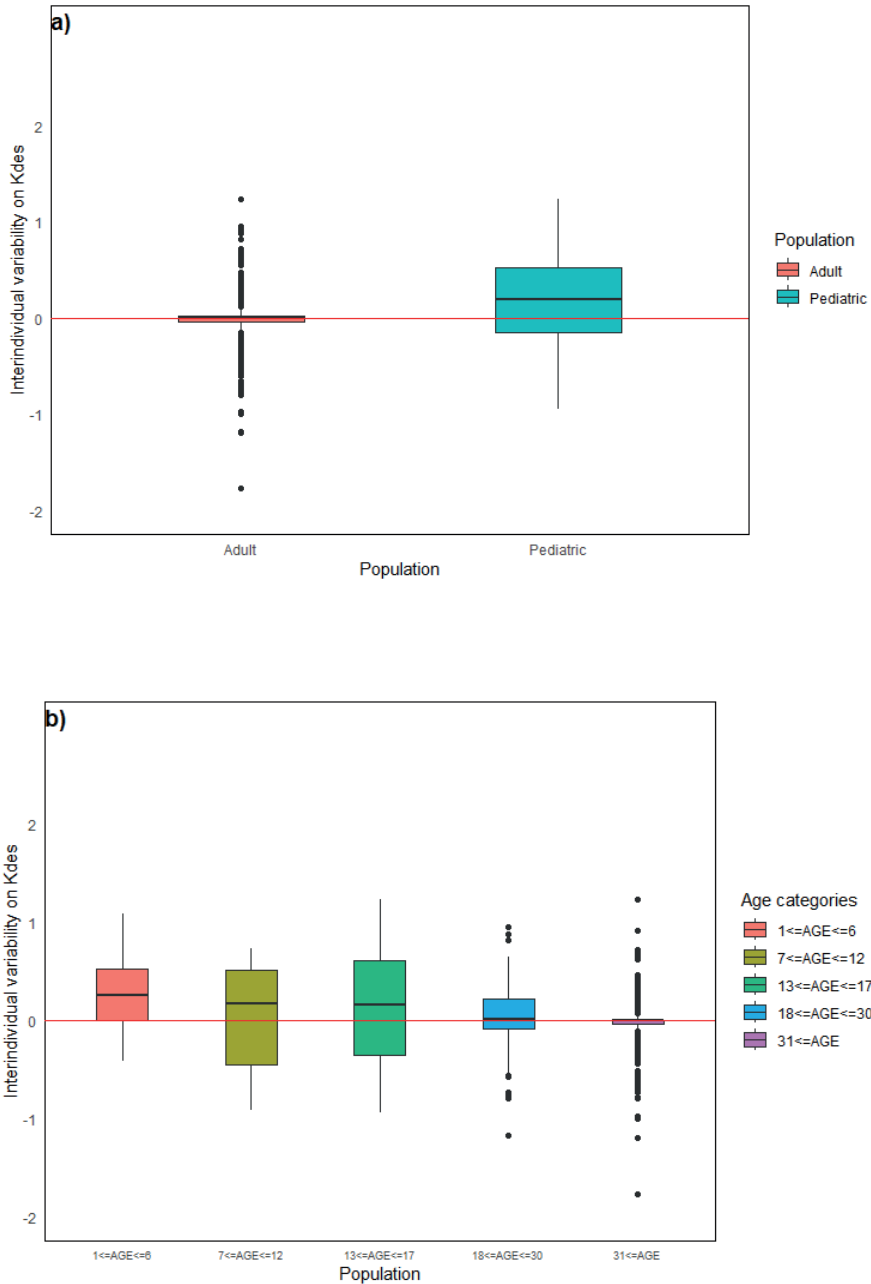 a)
Interindividual variability on Kdes
2
1
0
-1
-2
Adult
Pediatric
Population
Population
Adult
Pediatric
b)
Interindividual variability on Kdes
2
1
0
-1
-2
1<=AGE<=6
7<=AGE<=12
13<=AGE<=17
18<=AGE<=30
31<=AGE
Population
Age categories
1<=AGE<=6
7<=AGE<=12
13<=AGE<=17
18<=AGE<=30
31<=AGE